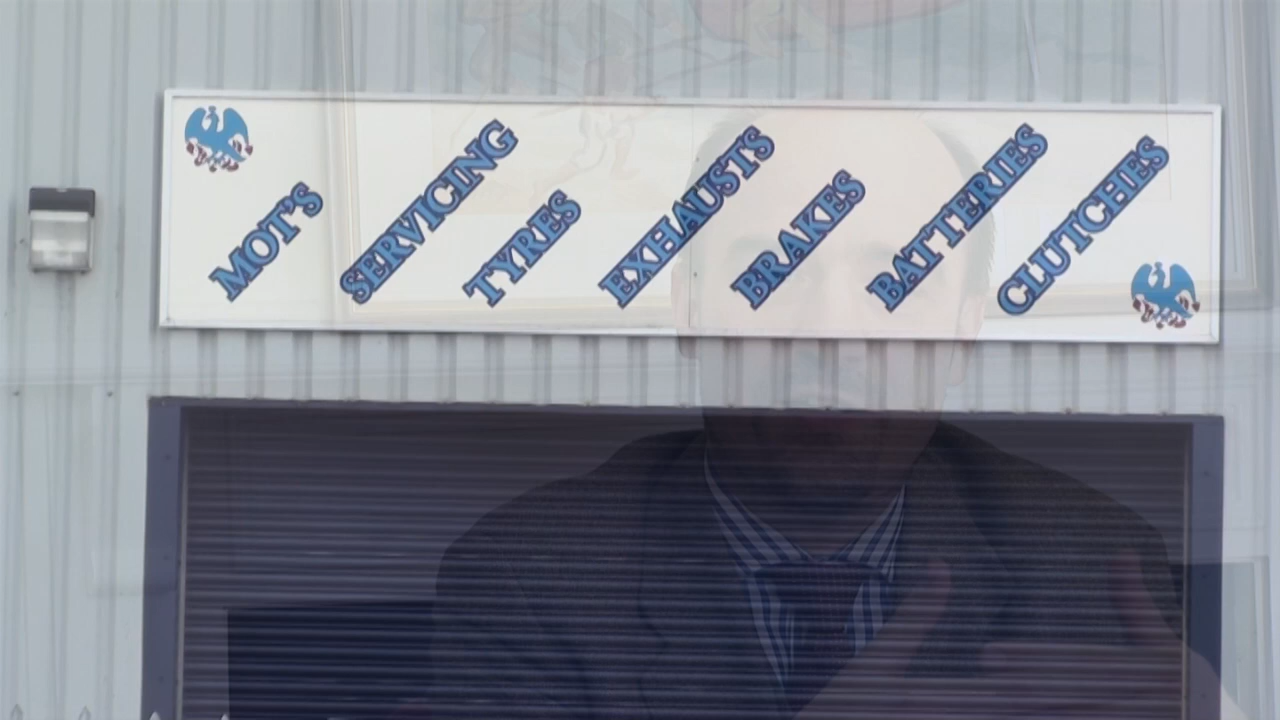 MOT'S
SERVICING
TYRES
EXHAUSTS
BRAKES
BATTERIES
CLUTCHES